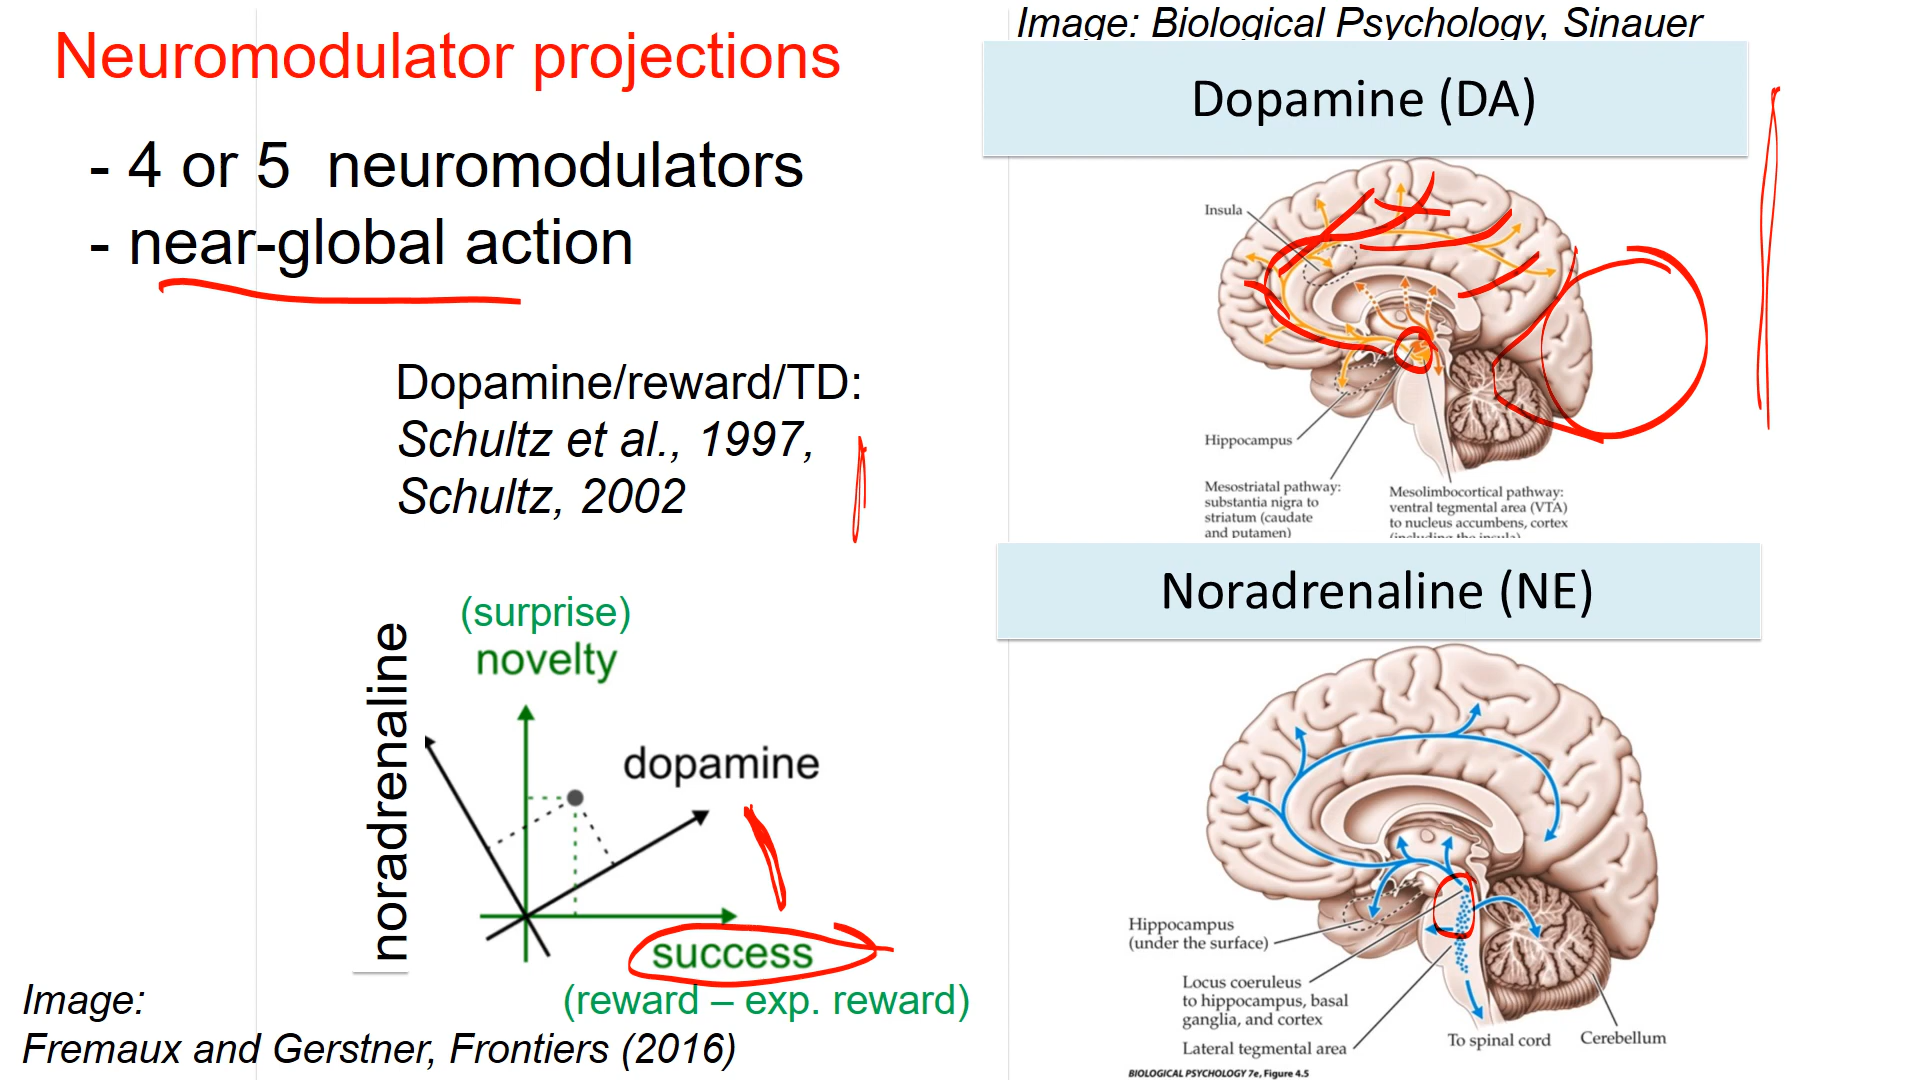 Neuromodulator projections
- 4 or 5 neuromodulators
- near-global action
Dopamine/reward/TD:
Schultz et al., 1997,
Schultz, 2002
(surprise)
novelty
noradrenaline
dopamine
success
(reward – exp. reward)
Image:
Fremaux and Gerstner, Frontiers (2016)
Image: Biological Psychology, Sinauer
Dopamine (DA)
Insula
Hippocampus
Mesostriatal pathway:
substantia nigra to
striatum (caudate
and putamen)
Mesolimbocortical pathway:
ventral tegmental area (VTA)
to nucleus accumbens, cortex
(including the insula)
Noradrenaline (NE)
Hippocampus
(under the surface)
Locus coeruleus
to hippocampus, basal
ganglia, and cortex
Lateral tegmental area
To spinal cord
Cerebellum
BIOLOGICAL PSYCHOLOGY 7e, Figure 4.5